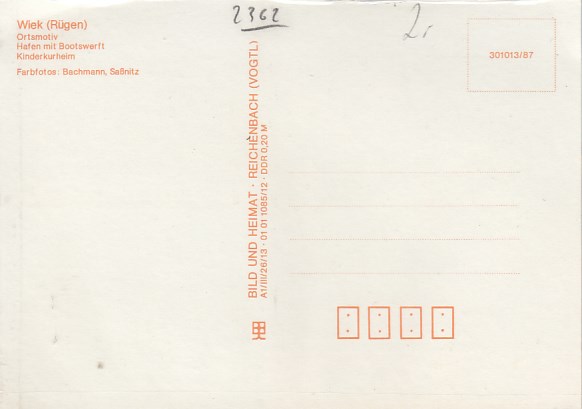 2362
2,
Wiek (Rügen)
Ortsmotiv
Hafen mit Bootswerft
Kinderkurheim
Farbfotos: Bachmann, Saßnitz
301013/87
BILD UND HEIMAT · REICHENBACH (VOGTL)
A1/III/26/13 · 01 01 1085/12 · DDR 0,20 M